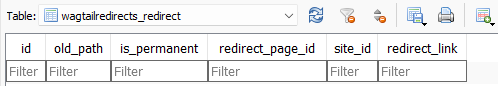 Table: wagtailredirects_redirect
id old_path is_permanent redirect_page_id site_id redirect_link
Filter Filter Filter Filter Filter Filter